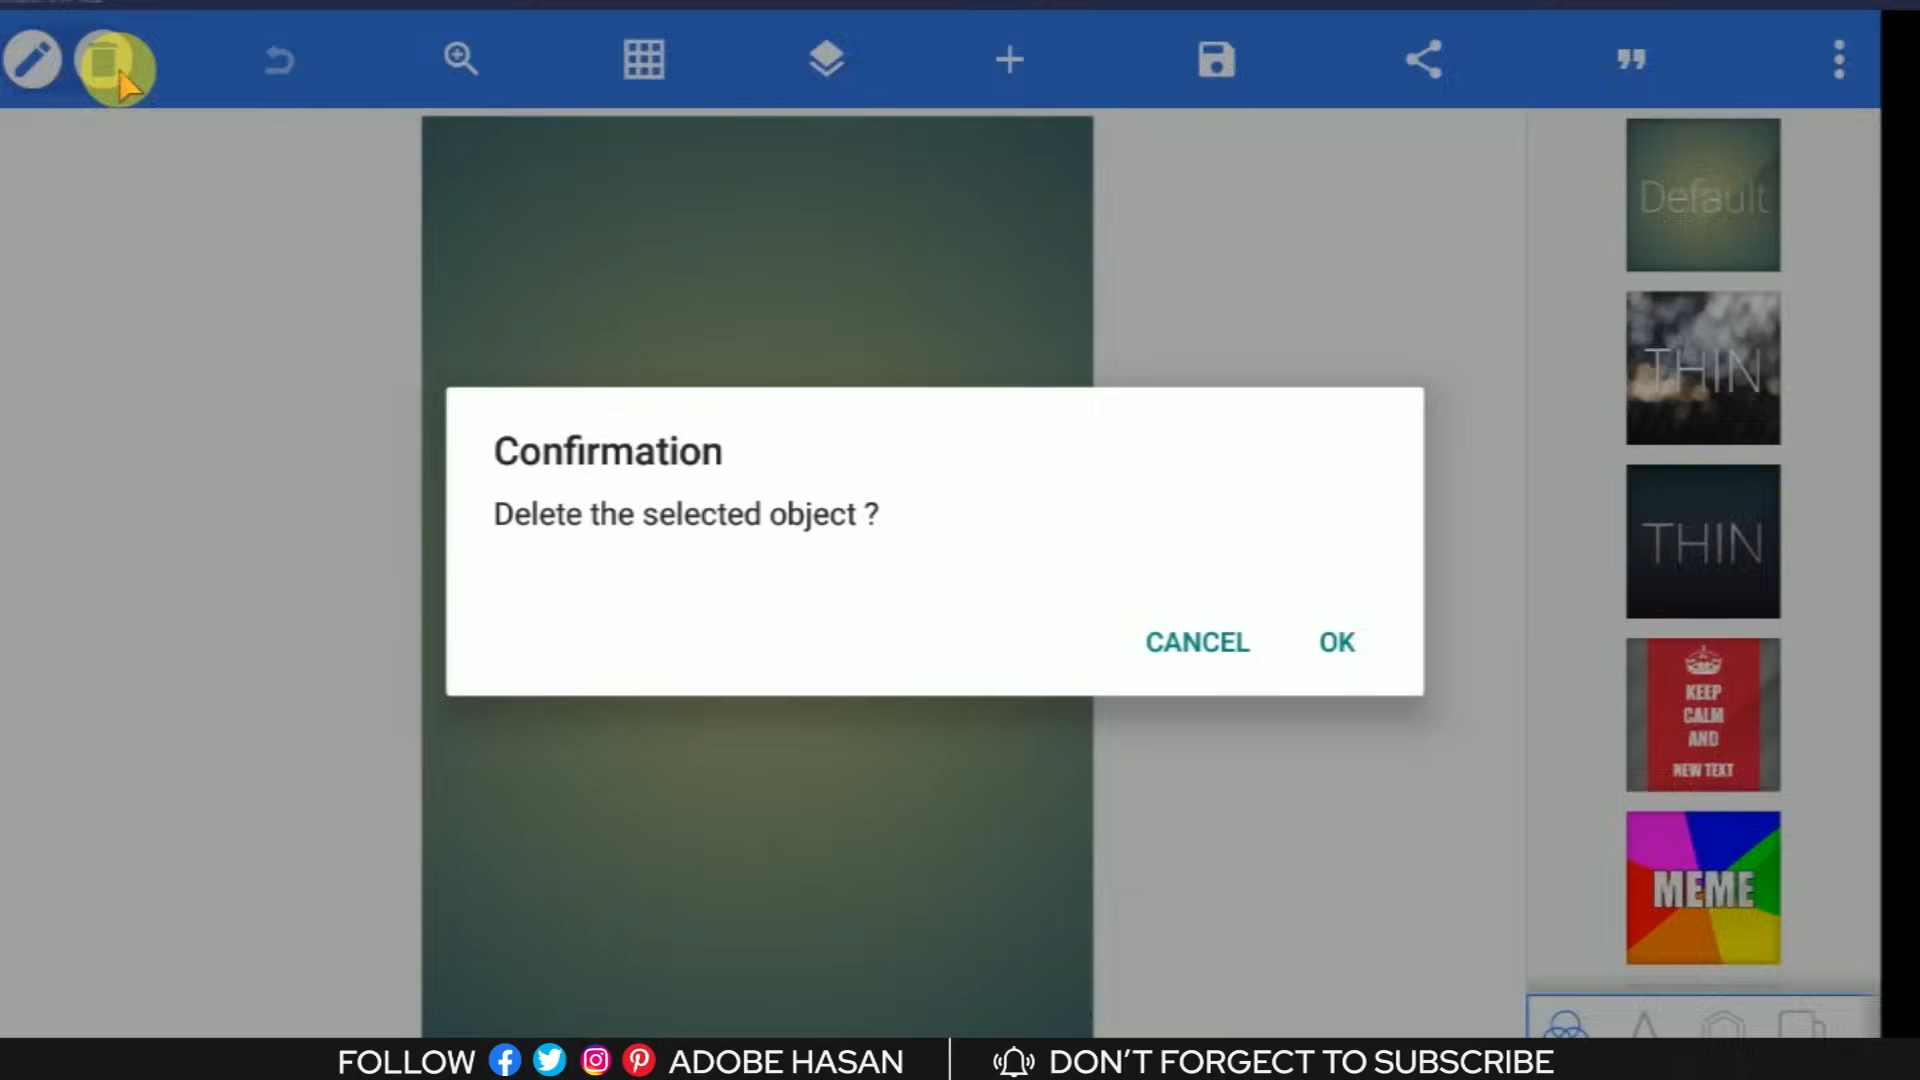 Default
THIN
THIN
KEEP
CALM
AND
NEW TEXT
MEME
Confirmation
Delete the selected object ?
CANCEL OK
FOLLOW ADOBE HASAN DON’T FORGECT TO SUBSCRIBE